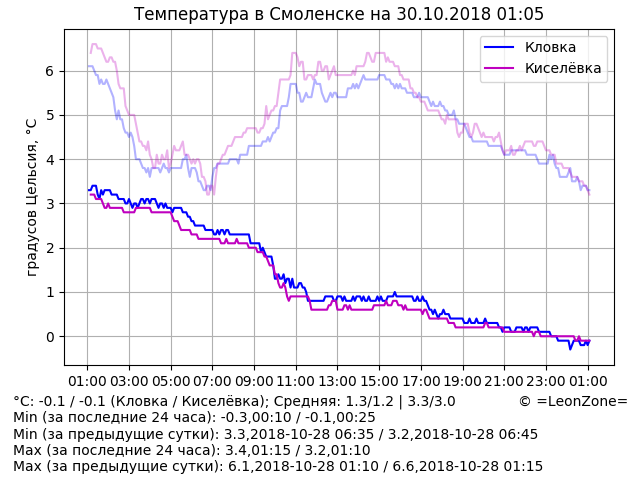 Температура в Смоленске на 30.10.2018 01:05
Кловка
Киселёвка
градусов Цельсия, °C
6
5
4
3
2
1
0
01:00 03:00 05:00 07:00 09:00 11:00 13:00 15:00 17:00 19:00 21:00 23:00 01:00
°C: -0.1 / -0.1 (Кловка / Киселёвка); Средняя: 1.3/1.2 | 3.3/3.0 © =LeonZone=
Min (за последние 24 часа): -0.3,00:10 / -0.1,00:25
Min (за предыдущие сутки): 3.3,2018-10-28 06:35 / 3.2,2018-10-28 06:45
Max (за последние 24 часа): 3.4,01:15 / 3.2,01:10
Max (за предыдущие сутки): 6.1,2018-10-28 01:10 / 6.6,2018-10-28 01:15